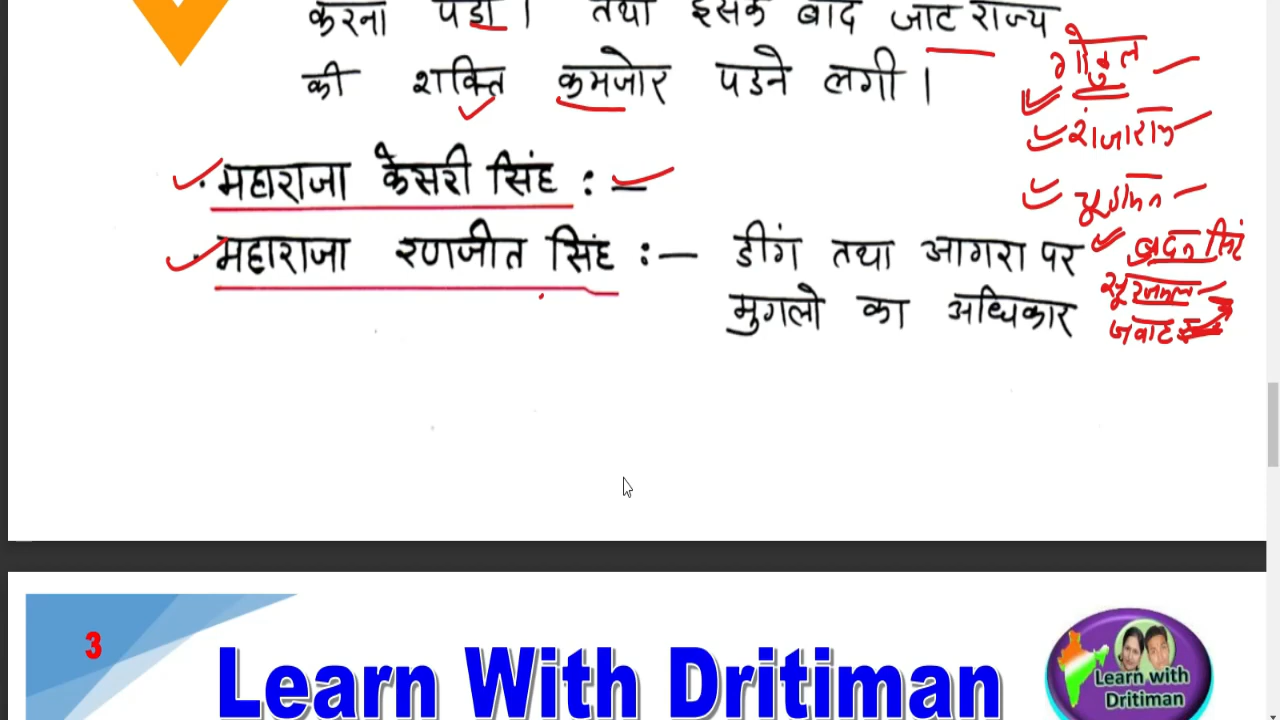 करना पडा । तथा इसके बाद जाट राज्य
की शक्ति कमजोर पडने लगी ।
· महाराजा केसरी सिंह : –
· महाराजा रणजीत सिंह : – डीग तथा आगरा पर
मुगलो का अधिकार
गोकुल
राजाराम
चूडामन
बदन सिंह
सूरजमल
जवाहर
3
Learn With Dritiman
Learn with
Dritiman